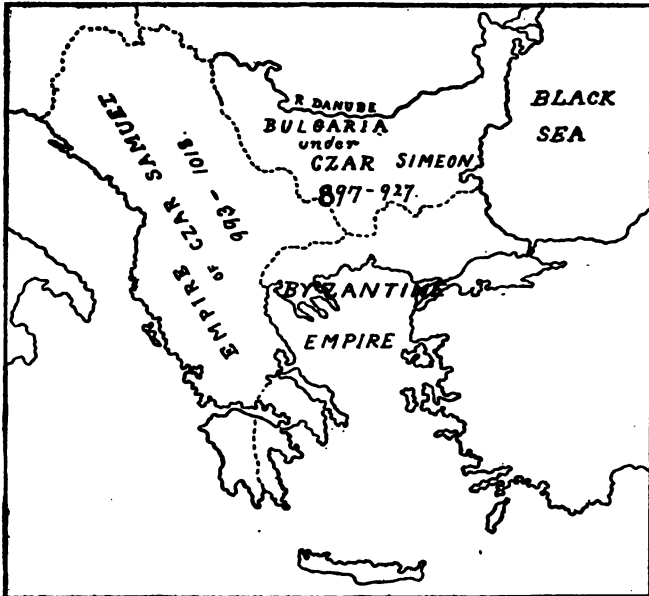 R DANUBE
BULGARIA
under
CZAR SIMEON
897-927.
BLACK
SEA
EMPIRE OF CZAR SAMUEL
993-1018.
BYZANTINE
EMPIRE